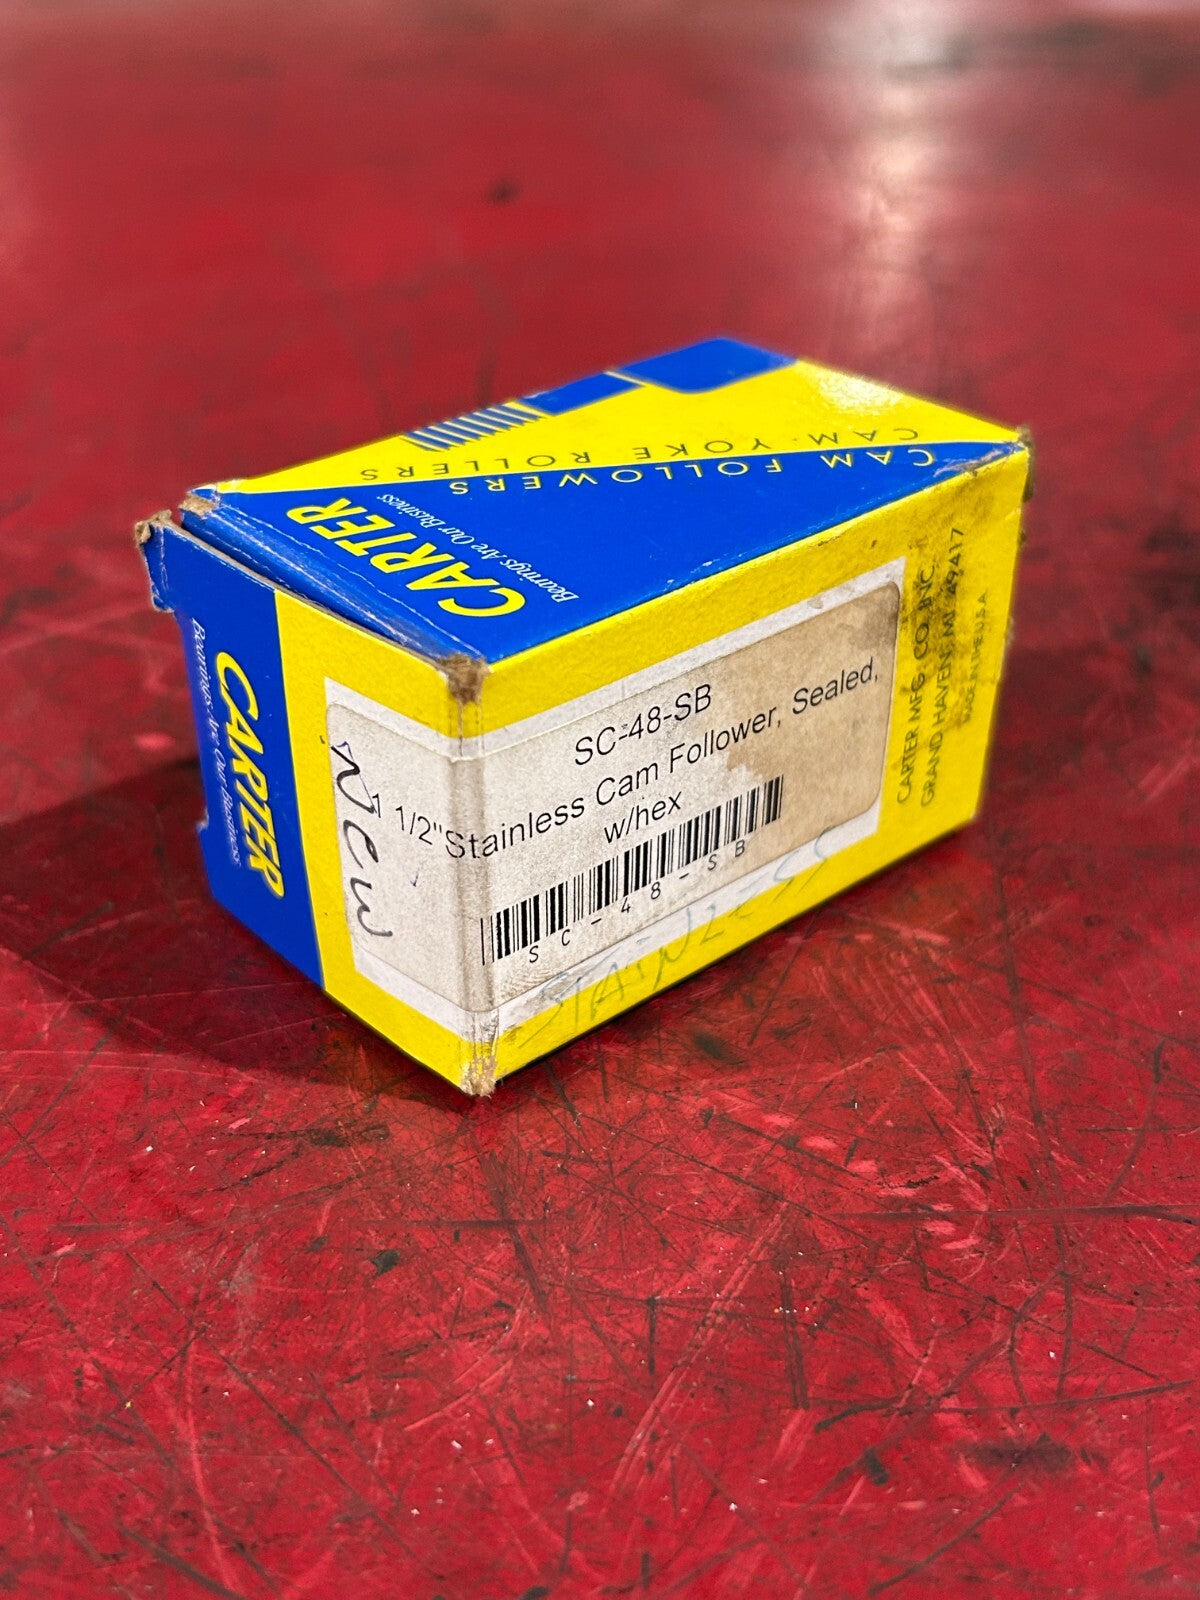 CAM·YOKE ROLLERS
CAM FOLLOWERS
CARTER
Bearings Are Our Business
CARTER
Bearings Are Our Business
SC-48-SB
1 1/2"Stainless Cam Follower, Sealed,
w/hex
SC-48-SB
NEW
STAINLESS
CARTER MFG. CO., INC.
GRAND HAVEN, MI 49417
MADE IN THE U.S.A.